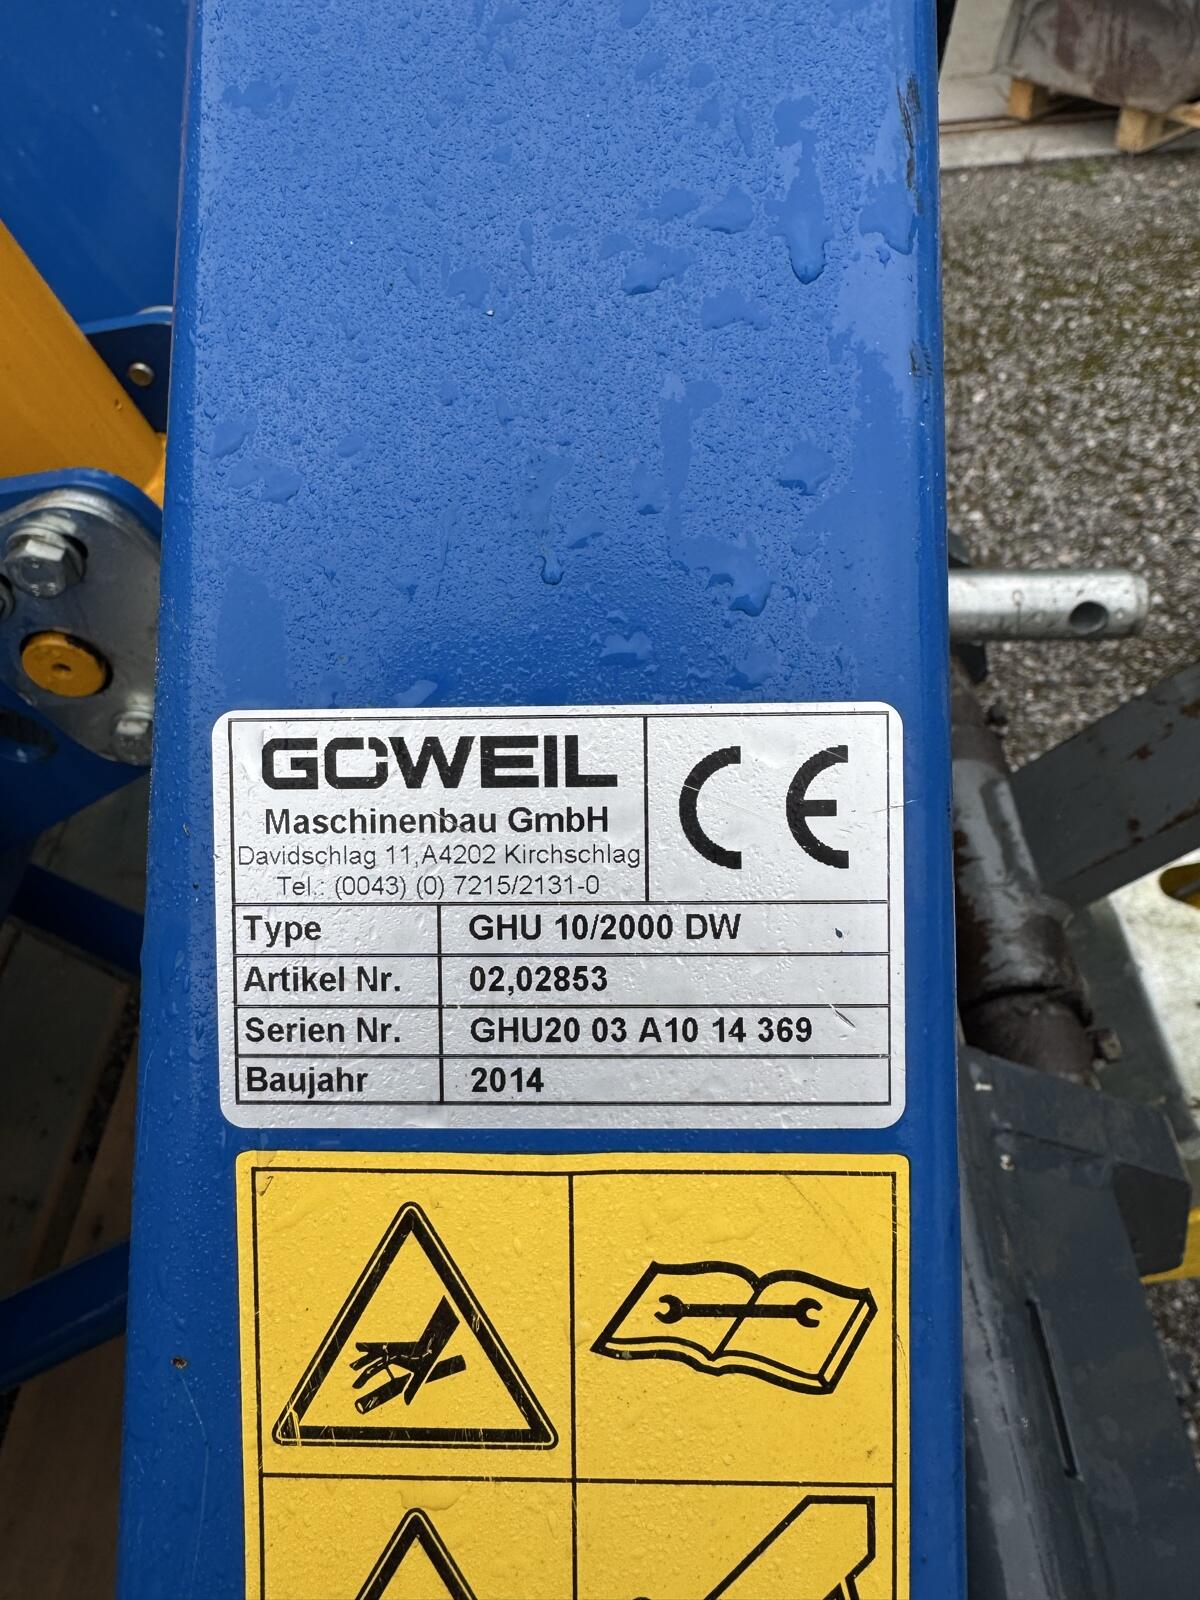 GÖWEIL
Maschinenbau GmbH
Davidschlag 11,A4202 Kirchschlag
Tel.: (0043) (0) 7215/2131-0
CE
Type GHU 10/2000 DW
Artikel Nr. 02,02853
Serien Nr. GHU20 03 A10 14 369
Baujahr 2014